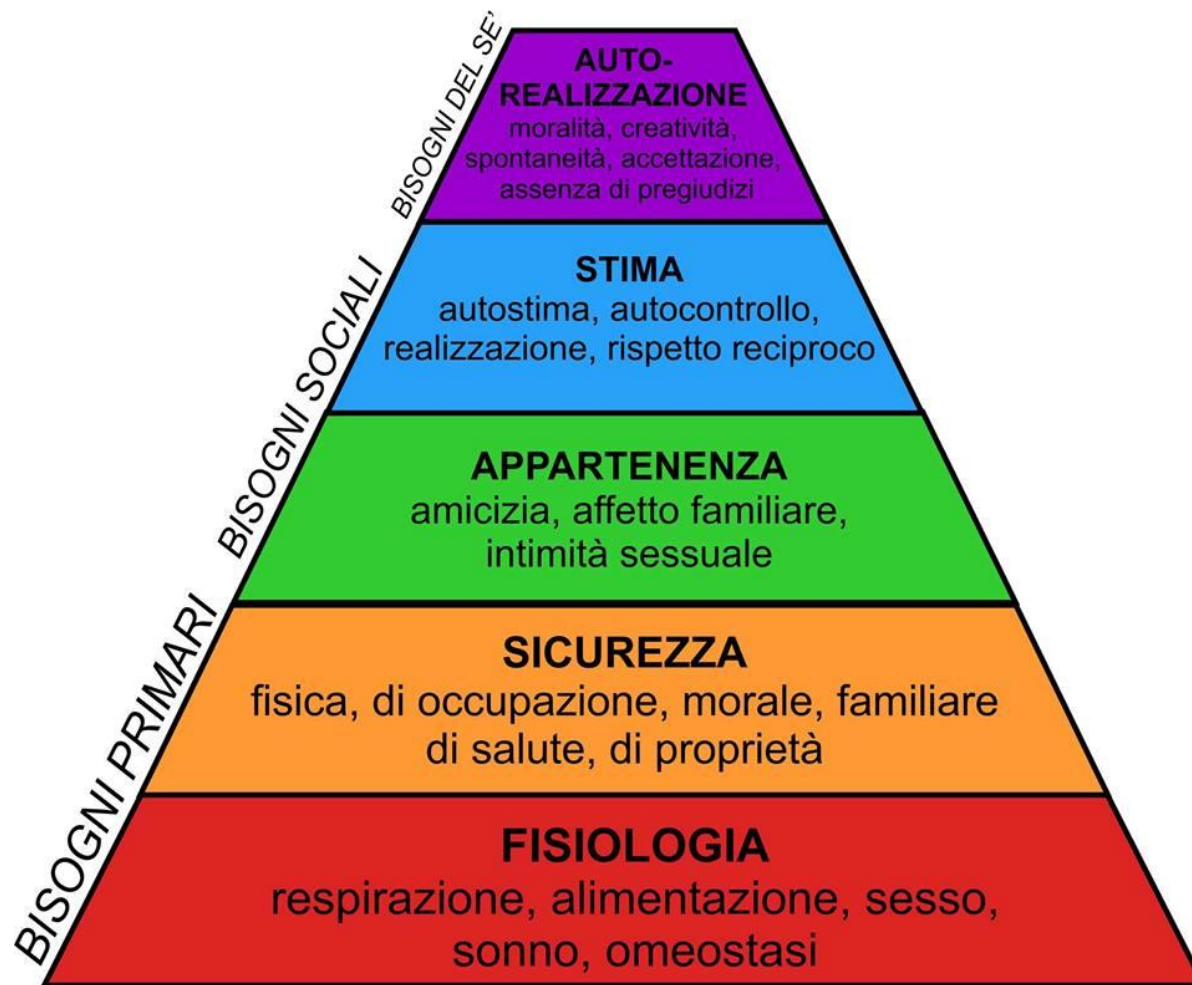 BISOGNI DEL SE’
AUTO-
REALIZZAZIONE
moralità, creatività,
spontaneità, accettazione,
assenza di pregiudizi
BISOGNI SOCIALI
STIMA
autostima, autocontrollo,
realizzazione, rispetto reciproco
APPARTENENZA
amicizia, affetto familiare,
intimità sessuale
BISOGNI PRIMARI
SICUREZZA
fisica, di occupazione, morale, familiare
di salute, di proprietà
FISIOLOGIA
respirazione, alimentazione, sesso,
sonno, omeostasi